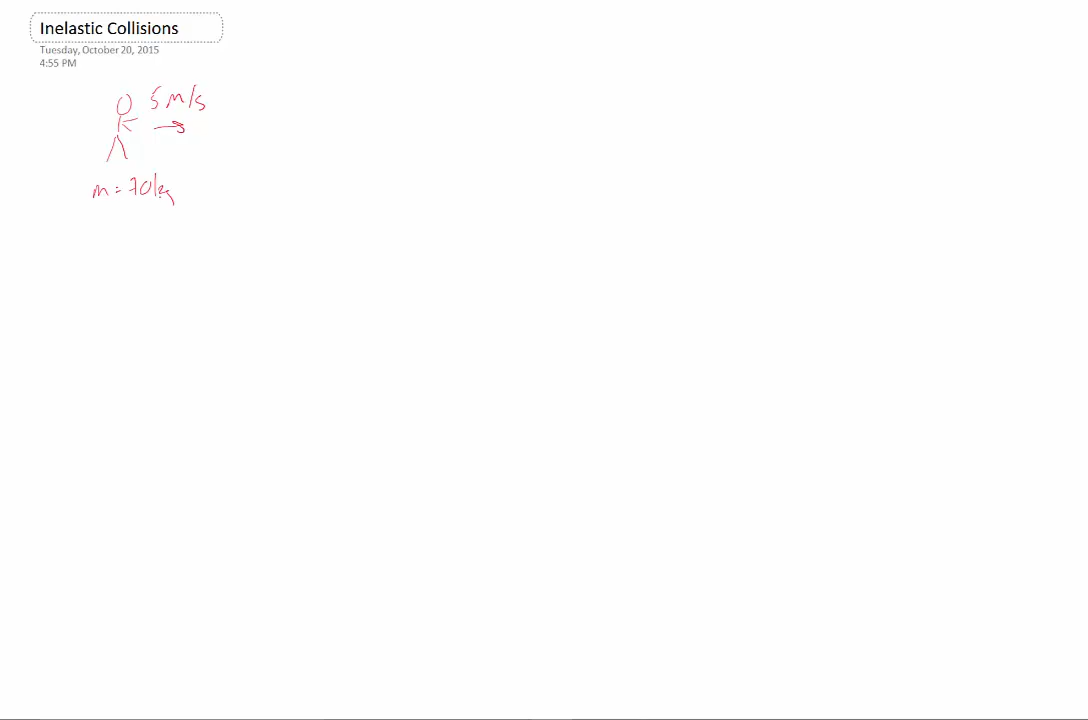 Inelastic Collisions
Tuesday, October 20, 2015
4:55 PM
5 m/s
m = 70kg